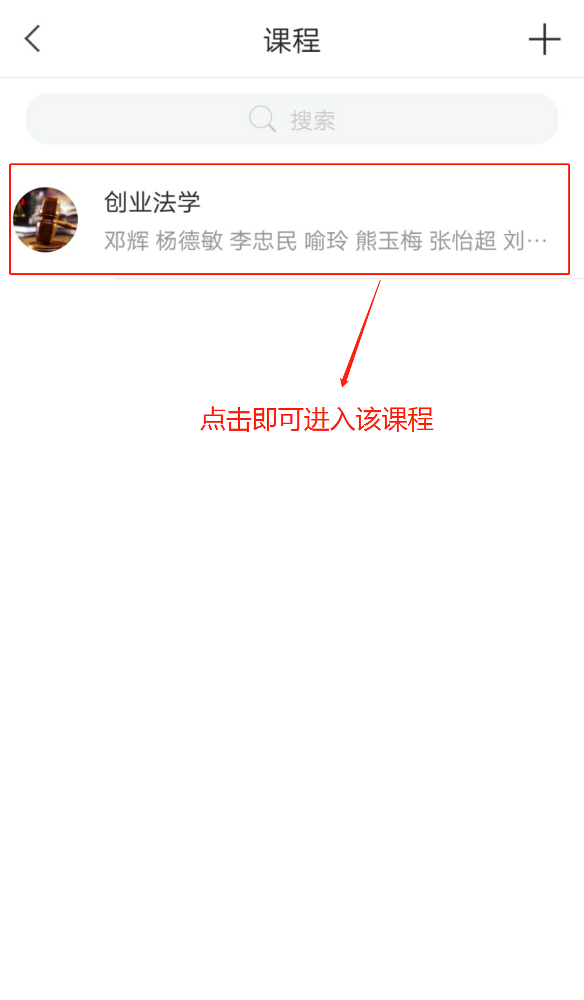 课程
搜索
创业法学
邓辉 杨德敏 李忠民 喻玲 熊玉梅 张怡超 刘…
点击即可进入该课程